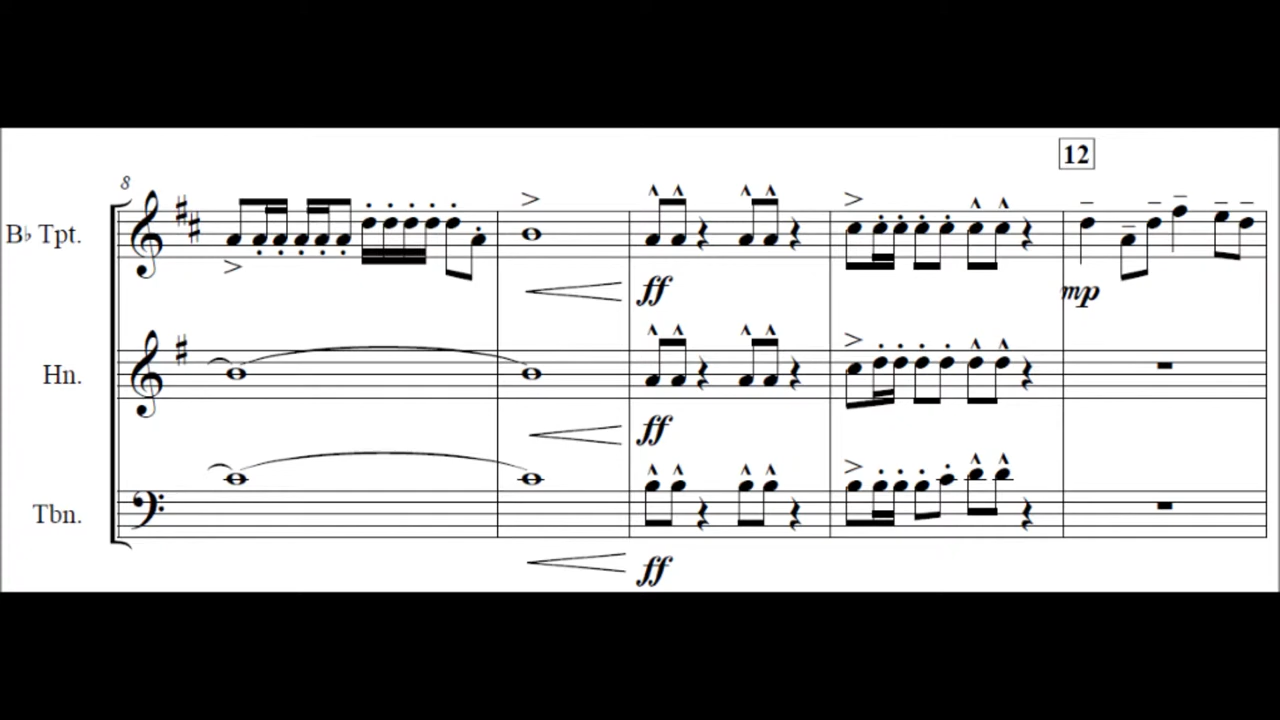 12
8
B♭ Tpt.
mp
ff
Hn.
ff
Tbn.
ff